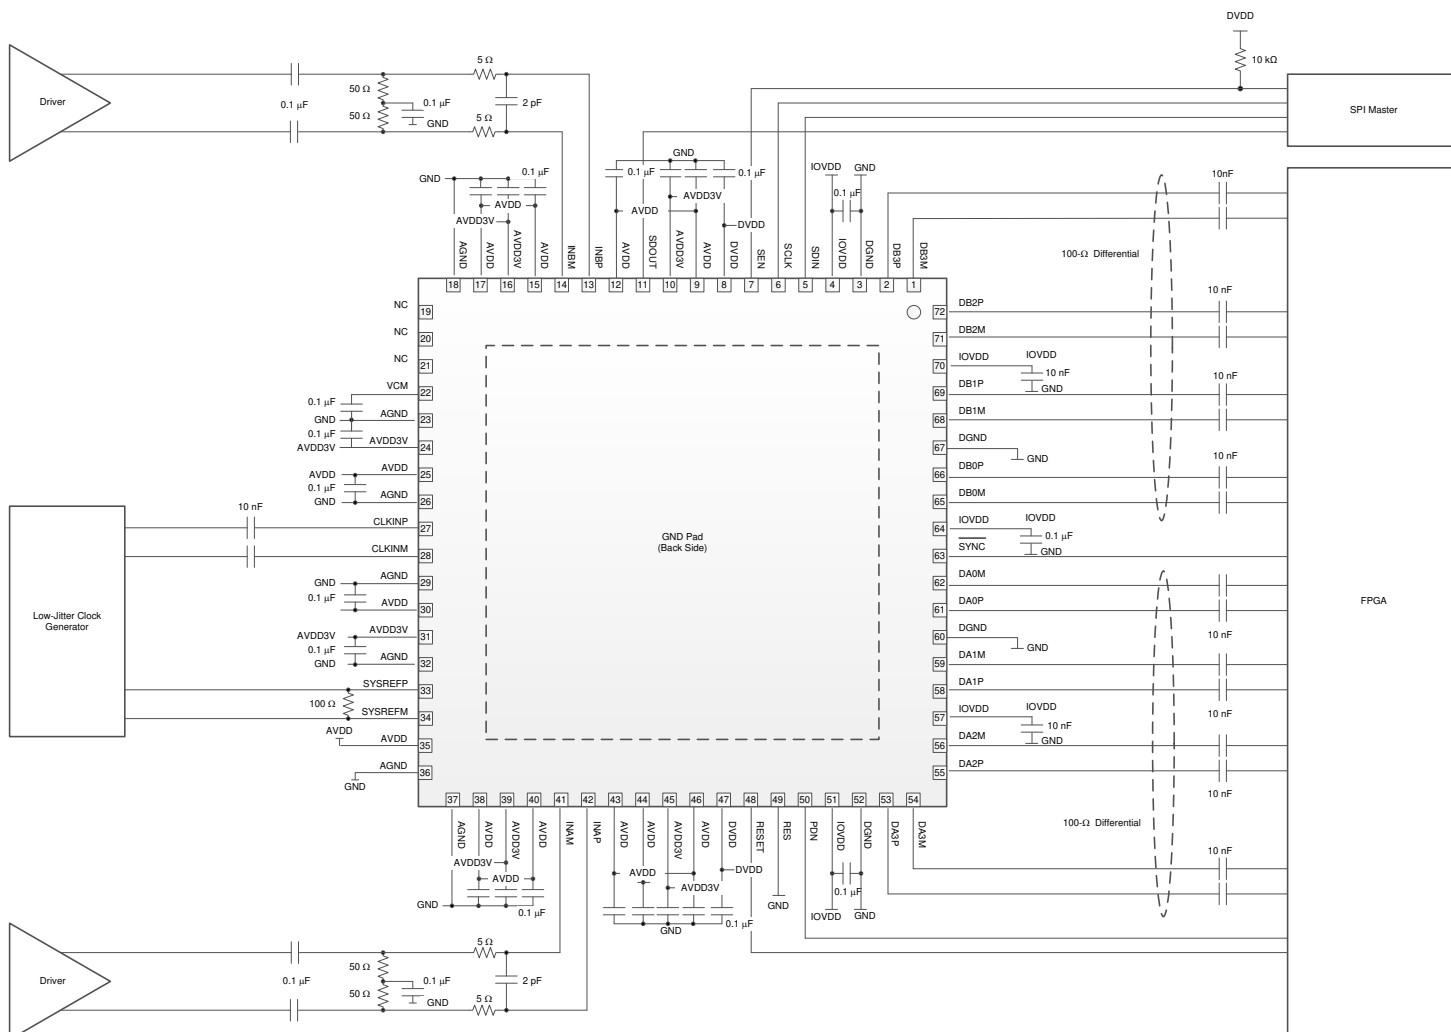 DVDD
10 kΩ
SPI Master
5 Ω
50 Ω
Driver
0.1 µF
0.1 µF
2 pF
50 Ω
GND
5 Ω
GND
0.1 µF
AVDD
AVDD3V
GND
0.1 µF
0.1 µF
AVDD3V
AVDD
DVDD
IOVDD
GND
0.1 µF
10nF
100-Ω Differential
AGND
AVDD
AVDD3V
AVDD
INBM
INBP
AVDD
SDOUT
AVDD3V
AVDD
DVDD
SEN
SCLK
SDIN
IOVDD
DGND
DB3P
DB3M
18
17
16
15
14
13
12
11
10
9
8
7
6
5
4
3
2
1
NC
19
NC
20
NC
21
VCM
22
0.1 µF
GND
AGND
23
0.1 µF
AVDD3V
AVDD3V
24
AVDD
AVDD
25
0.1 µF
GND
AGND
26
10 nF
CLKINP
27
CLKINM
28
GND
AGND
29
0.1 µF
AVDD
30
AVDD3V
AVDD3V
31
0.1 µF
GND
AGND
32
SYSREFP
33
100 Ω
SYSREFM
34
AVDD
AVDD
35
AGND
36
GND
Low-Jitter Clock
Generator
GND Pad
(Back Side)
72
DB2P
10 nF
71
DB2M
70
IOVDD
IOVDD
10 nF
GND
69
DB1P
10 nF
68
DB1M
67
DGND
GND
66
DB0P
10 nF
65
DB0M
64
IOVDD
IOVDD
0.1 µF
GND
63
SYNC
62
DA0M
61
DA0P
10 nF
60
DGND
GND
59
DA1M
58
DA1P
10 nF
57
IOVDD
IOVDD
10 nF
GND
56
DA2M
55
DA2P
10 nF
FPGA
100-Ω Differential
10 nF
37
38
39
40
41
42
43
44
45
46
47
48
49
50
51
52
53
54
AGND
AVDD
AVDD3V
AVDD
INAM
INAP
AVDD
AVDD
AVDD3V
AVDD
DVDD
RESET
RES
PDN
IOVDD
DGND
DA3P
DA3M
AVDD3V
AVDD
GND
0.1 µF
AVDD
AVDD3V
DVDD
GND
0.1 µF
GND
0.1 µF
IOVDD
GND
5 Ω
50 Ω
Driver
0.1 µF
0.1 µF
2 pF
50 Ω
GND
5 Ω